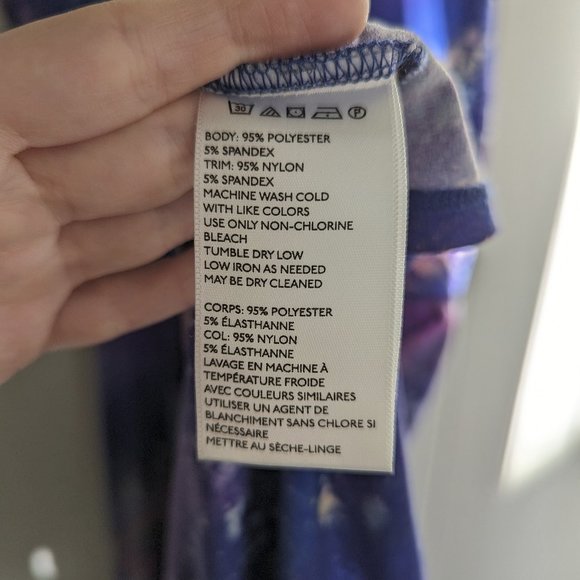 30 P
BODY: 95% POLYESTER
5% SPANDEX
TRIM: 95% NYLON
5% SPANDEX
MACHINE WASH COLD
WITH LIKE COLORS
USE ONLY NON-CHLORINE
BLEACH
TUMBLE DRY LOW
LOW IRON AS NEEDED
MAY BE DRY CLEANED
CORPS: 95% POLYESTER
5% ÉLASTHANNE
COL: 95% NYLON
5% ÉLASTHANNE
LAVAGE EN MACHINE À
TEMPÉRATURE FROIDE
AVEC COULEURS SIMILAIRES
UTILISER UN AGENT DE
BLANCHIMENT SANS CHLORE SI
NÉCESSAIRE
METTRE AU SÈCHE-LINGE